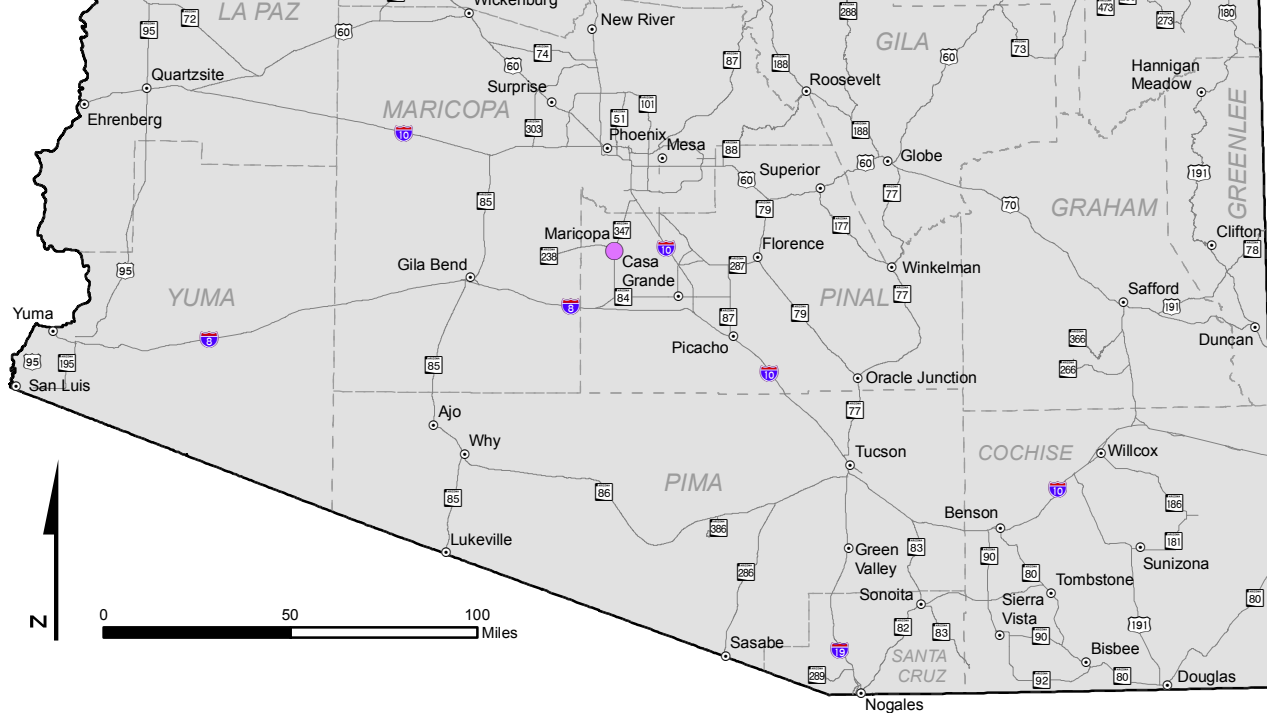 LA PAZ
Wickenburg
72
95
60
New River
288
GILA
473
273
180
74
60
87
188
60
73
Hannigan
Meadow
Quartzsite
Surprise
Roosevelt
MARICOPA
101
51
Ehrenberg
303
10
Phoenix
Mesa
88
188
GREENLEE
Superior
60
Globe
60
191
85
77
79
70
GRAHAM
177
Maricopa
347
10
Florence
Clifton
78
238
Casa
Grande
287
Gila Bend
Winkelman
95
YUMA
84
PINAL
77
Safford
191
8
Yuma
87
79
8
Picacho
366
Duncan
95
195
85
10
266
San Luis
Oracle Junction
77
Ajo
Why
Tucson
COCHISE
Willcox
PIMA
86
85
10
186
Benson
386
Lukeville
90
181
83
Green
Valley
Sunizona
286
80
Tombstone
Sonoita
Sierra
Vista
80
0
50
100
Miles
N
82
83
90
191
Sasabe
19
SANTA
CRUZ
Bisbee
289
92
80
Douglas
Nogales